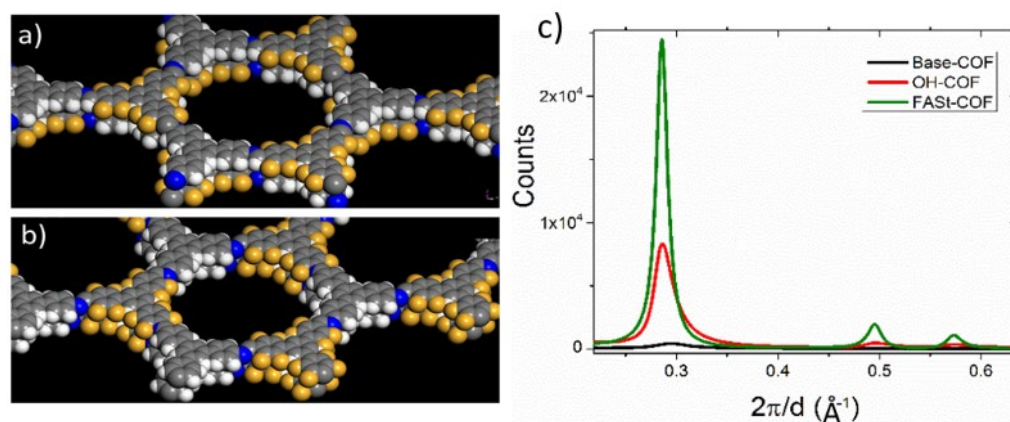 a)
b)
c)
Base-COF
OH-COF
FASt-COF
2x10⁴
1x10⁴
0
Counts
0.3
0.4
0.5
0.6
2π/d (Å⁻¹)